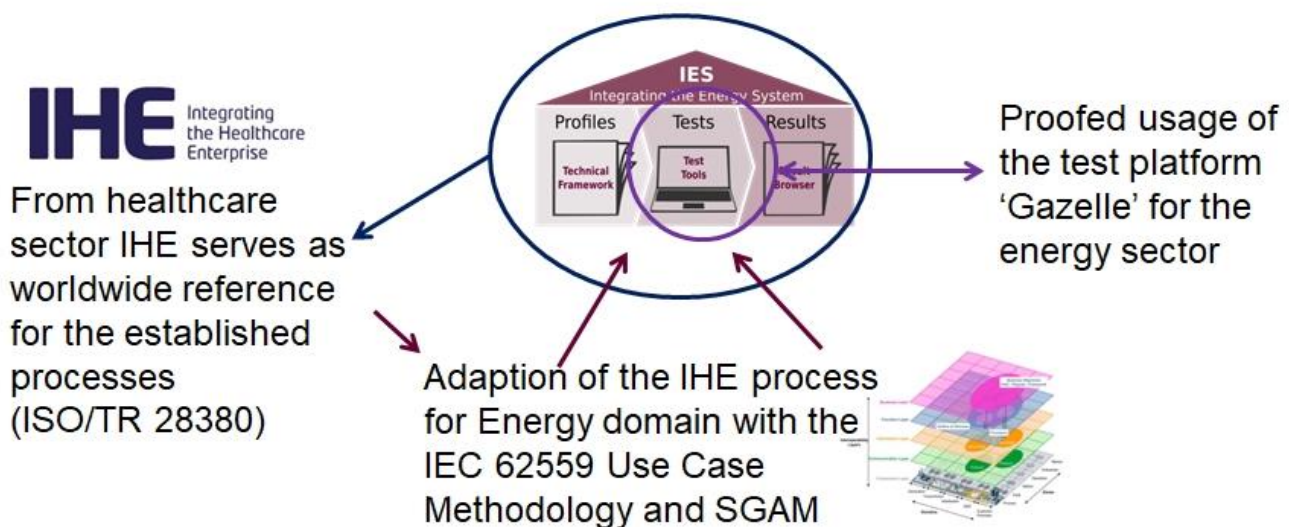 IES
Integrating the Energy System
Profiles
Tests
Results
Technical
Framework
Test
Tools
Browser
IHE
Integrating
the Healthcare
Enterprise
From healthcare
sector IHE serves as
worldwide reference
for the established
processes
(ISO/TR 28380)
Proofed usage of
the test platform
‘Gazelle’ for the
energy sector
Adaption of the IHE process
for Energy domain with the
IEC 62559 Use Case
Methodology and SGAM